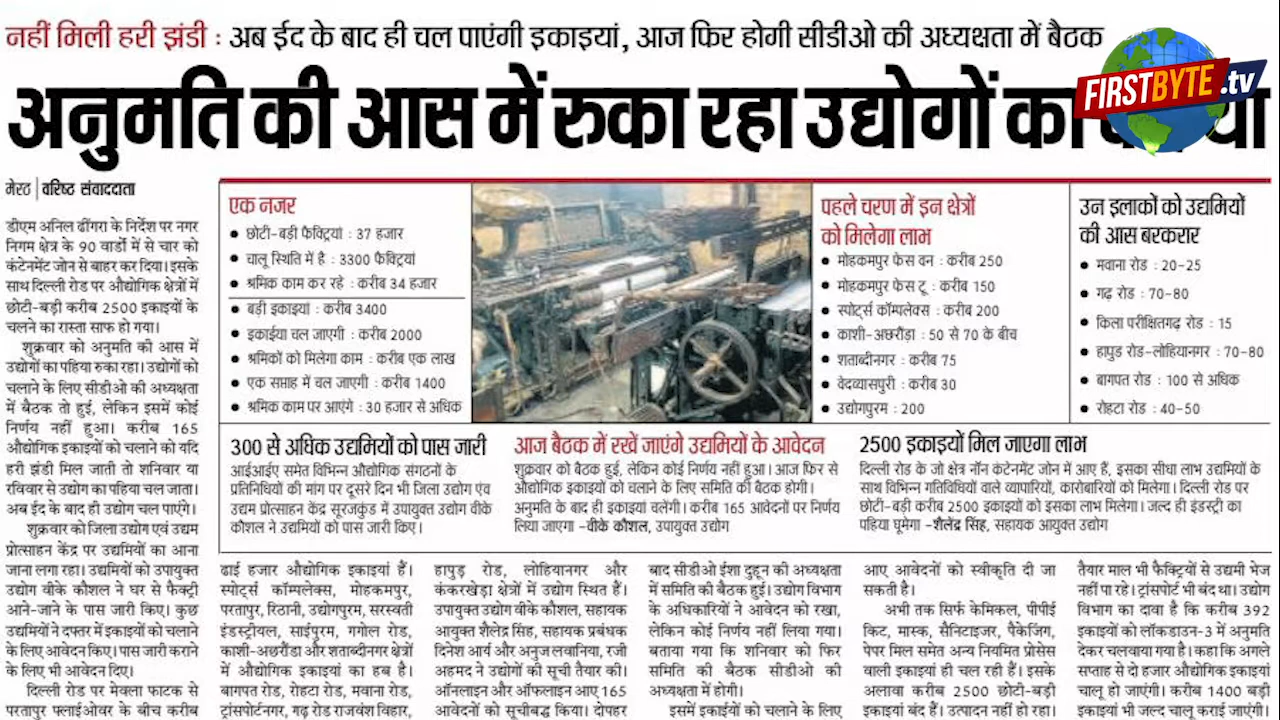 नहीं मिली हरी झंडी : अब ईद के बाद ही चल पाएंगी इकाइयां, आज फिर होगी सीडीओ की अध्यक्षता में बैठक
FIRSTBYTE.tv
अनुमति की आस में रुका रहा उद्योगों का
मेरठ | वरिष्ठ संवाददाता
डीएम अनिल ढींगरा के निर्देश पर नगर
निगम क्षेत्र के 90 वार्डों में से चार को
कंटेनमेंट जोन से बाहर कर दिया। इसके
साथ दिल्ली रोड पर औद्योगिक क्षेत्रों में
छोटी-बड़ी करीब 2500 इकाइयों के
चलने का रास्ता साफ हो गया।
शुक्रवार को अनुमति की आस में
उद्योगों का पहिया रुका रहा। उद्योगों को
चलाने के लिए सीडीओ की अध्यक्षता
में बैठक तो हुई, लेकिन इसमें कोई
निर्णय नहीं हुआ। करीब 165
औद्योगिक इकाइयों को चलाने को यदि
हरी झंडी मिल जाती तो शनिवार या
रविवार से उद्योग का पहिया चल जाता।
अब ईद के बाद ही उद्योग चल पाएंगे।
शुक्रवार को जिला उद्योग एवं उद्यम
प्रोत्साहन केंद्र पर उद्यमियों का आना
जाना लगा रहा। उद्यमियों को उपायुक्त
उद्योग वीके कौशल ने घर से फैक्ट्री
आने-जाने के पास जारी किए। कुछ
उद्यमियों ने दफ्तर में इकाइयों को चलाने
के लिए आवेदन किए। पास जारी कराने
के लिए भी आवेदन दिए।
दिल्ली रोड पर मेवला फाटक से
परतापुर फ्लाईओवर के बीच करीब
एक नजर
● छोटी-बड़ी फैक्ट्रियां : 37 हजार
● चालू स्थिति में है : 3300 फैक्ट्रियां
● श्रमिक काम कर रहे : करीब 34 हजार
● बड़ी इकाइयां : करीब 3400
● इकाईया चल जाएगी : करीब 2000
● श्रमिकों को मिलेगा काम : करीब एक लाख
● एक सप्ताह में चल जाएगी : करीब 1400
● श्रमिक काम पर आएंगे : 30 हजार से अधिक
पहले चरण में इन क्षेत्रों
को मिलेगा लाभ
● मोहकमपुर फेस वन : करीब 250
● मोहकमपुर फेस टू : करीब 150
● स्पोर्ट्स कॉम्पलेक्स : करीब 200
● काशी-अछरौंडा : 50 से 70 के बीच
● शताब्दीनगर : करीब 75
● वेदव्यासपुरी : करीब 30
● उद्योगपुरम : 200
उन इलाकों को उद्यमियों
की आस बरकरार
● मवाना रोड : 20-25
● गढ़ रोड : 70-80
● किला परीक्षितगढ़ रोड : 15
● हापुड़ रोड-लोहियानगर : 70-80
● बागपत रोड : 100 से अधिक
● रोहटा रोड : 40-50
300 से अधिक उद्यमियों को पास जारी
आईआईए समेत विभिन्न औद्योगिक संगठनों के
प्रतिनिधियों की मांग पर दूसरे दिन भी जिला उद्योग एंव
उद्यम प्रोत्साहन केंद्र सूरजकुंड में उपायुक्त उद्योग वीके
कौशल ने उद्यमियों को पास जारी किए।
आज बैठक में रखें जाएंगे उद्यमियों के आवेदन
शुक्रवार को बैठक हुई, लेकिन कोई निर्णय नहीं हुआ। आज फिर से
औद्योगिक इकाइयों को चलाने के लिए समिति की बैठक होगी।
अनुमति के बाद ही इकाइयां चलेंगी। करीब 165 आवेदनों पर निर्णय
लिया जाएगा -वीके कौशल, उपायुक्त उद्योग
2500 इकाइयों मिल जाएगा लाभ
दिल्ली रोड के जो क्षेत्र नॉन कंटेनमेंट जोन में आए हैं, इसका सीधा लाभ उद्यमियों के
साथ विभिन्न गतिविधियों वाले व्यापारियों, कारोबारियों को मिलेगा। दिल्ली रोड पर
छोटी-बड़ी करीब 2500 इकाइयों को इसका लाभ मिलेगा। जल्द ही इंडस्ट्री का
पहिया घूमेगा -शैलेंद्र सिंह, सहायक आयुक्त उद्योग
ढाई हजार औद्योगिक इकाइयां हैं।
स्पोर्ट्स कॉम्पलेक्स, मोहकमपुर,
परतापुर, रिठानी, उद्योगपुरम, सरस्वती
इंडस्ट्रीयल, साईपुरम, गगोल रोड,
काशी-अछरौंडा और शताब्दीनगर क्षेत्रों
में औद्योगिक इकाइयों का हब है।
बागपत रोड, रोहटा रोड, मवाना रोड,
ट्रांसपोर्टनगर, गढ़ रोड राजवंश विहार,
हापुड़ रोड, लोहियानगर और
कंकरखेड़ा क्षेत्रों में उद्योग स्थित हैं।
उपायुक्त उद्योग वीके कौशल, सहायक
आयुक्त शैलेंद्र सिंह, सहायक प्रबंधक
दिनेश आर्य और अनुज लवानिया, रजी
अहमद ने उद्योगों की सूची तैयार की।
ऑनलाइन और ऑफलाइन आए 165
आवेदनों को सूचीबद्ध किया। दोपहर
बाद सीडीओ ईशा दुहून की अध्यक्षता
में समिति की बैठक हुई। उद्योग विभाग
के अधिकारियों ने आवेदन को रखा,
लेकिन कोई निर्णय नहीं लिया गया।
बताया गया कि शनिवार को फिर
समिति की बैठक सीडीओ की
अध्यक्षता में होगी।
इसमें इकाईयों को चलाने के लिए
आए आवेदनों को स्वीकृति दी जा
सकती है।
अभी तक सिर्फ केमिकल, पीपीई
किट, मास्क, सैनिटाइजर, पैकेजिंग,
पेपर मिल समेत अन्य नियमित प्रोसेस
वाली इकाइयां ही चल रही हैं। इसके
अलावा करीब 2500 छोटी-बड़ी
इकाइयां बंद हैं। उत्पादन नहीं हो रहा।
तैयार माल भी फैक्ट्रियों से उद्यमी भेज
नहीं पा रहे। ट्रांसपोर्ट भी बंद था। उद्योग
विभाग का दावा है कि करीब 392
इकाइयों को लॉकडाउन-3 में अनुमति
देकर चलवाया गया है। कहा कि अगले
सप्ताह से दो हजार औद्योगिक इकाइयां
चालू हो जाएंगी। करीब 1400 बड़ी
इकाइयां भी जल्द चालू कराई जाएंगी।